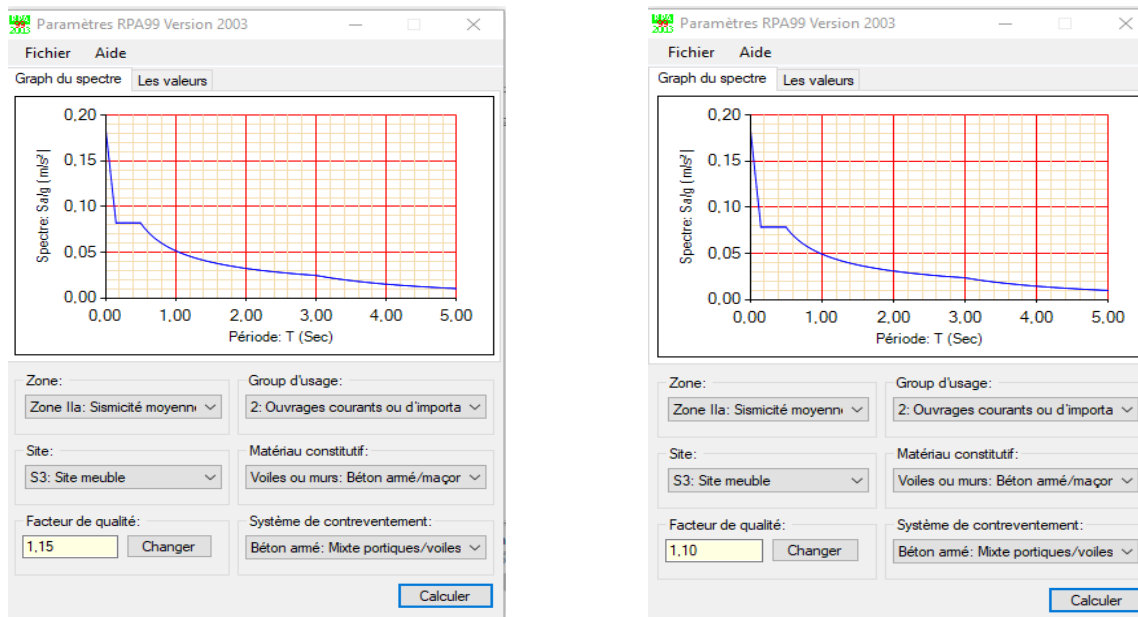 RPA 99 2003 Paramètres RPA99 Version 2003
Fichier Aide
Graph du spectre Les valeurs
Spectre: Sa/g [m/s²]
0,20
0,15
0,10
0,05
0,00
0,00 1,00 2,00 3,00 4,00 5,00
Période: T (Sec)
Zone: Group d'usage:
Zone IIa: Sismicité moyenn 2: Ouvrages courants ou d'importa
Site: Matériau constitutif:
S3: Site meuble Voiles ou murs: Béton armé/maçor
Facteur de qualité: Système de contreventement:
1,15 Changer Béton armé: Mixte portiques/voiles
Calculer
RPA 99 2003 Paramètres RPA99 Version 2003
Fichier Aide
Graph du spectre Les valeurs
Spectre: Sa/g [m/s²]
0,20
0,15
0,10
0,05
0,00
0,00 1,00 2,00 3,00 4,00 5,00
Période: T (Sec)
Zone: Group d'usage:
Zone IIa: Sismicité moyenn 2: Ouvrages courants ou d'importa
Site: Matériau constitutif:
S3: Site meuble Voiles ou murs: Béton armé/maçor
Facteur de qualité: Système de contreventement:
1,10 Changer Béton armé: Mixte portiques/voiles
Calculer